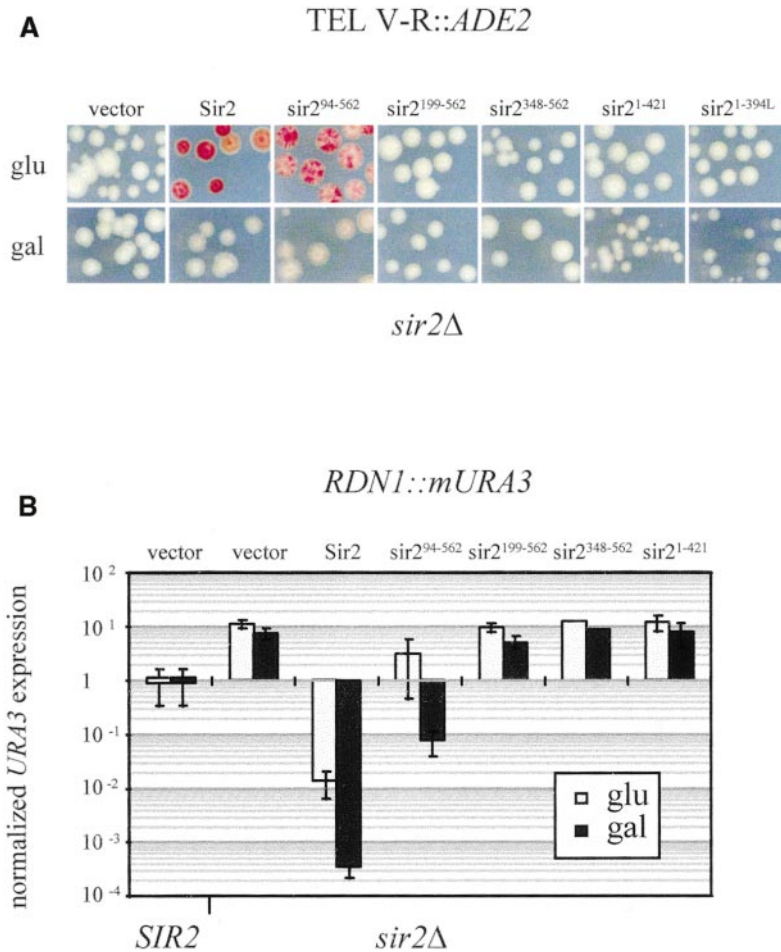 A
TEL V-R::ADE2
vector Sir2 sir2⁹⁴⁻⁵⁶² sir2¹⁹⁹⁻⁵⁶² sir2³⁴⁸⁻⁵⁶² sir2¹⁻⁴²¹ sir2¹⁻³⁹⁴ᴸ
glu
gal
sir2Δ
RDN1::mURA3
B
vector vector Sir2 sir2⁹⁴⁻⁵⁶² sir2¹⁹⁹⁻⁵⁶² sir2³⁴⁸⁻⁵⁶² sir2¹⁻⁴²¹
normalized URA3 expression
10²
10¹
1
10⁻¹
10⁻²
10⁻³
10⁻⁴
glu
gal
SIR2 sir2Δ